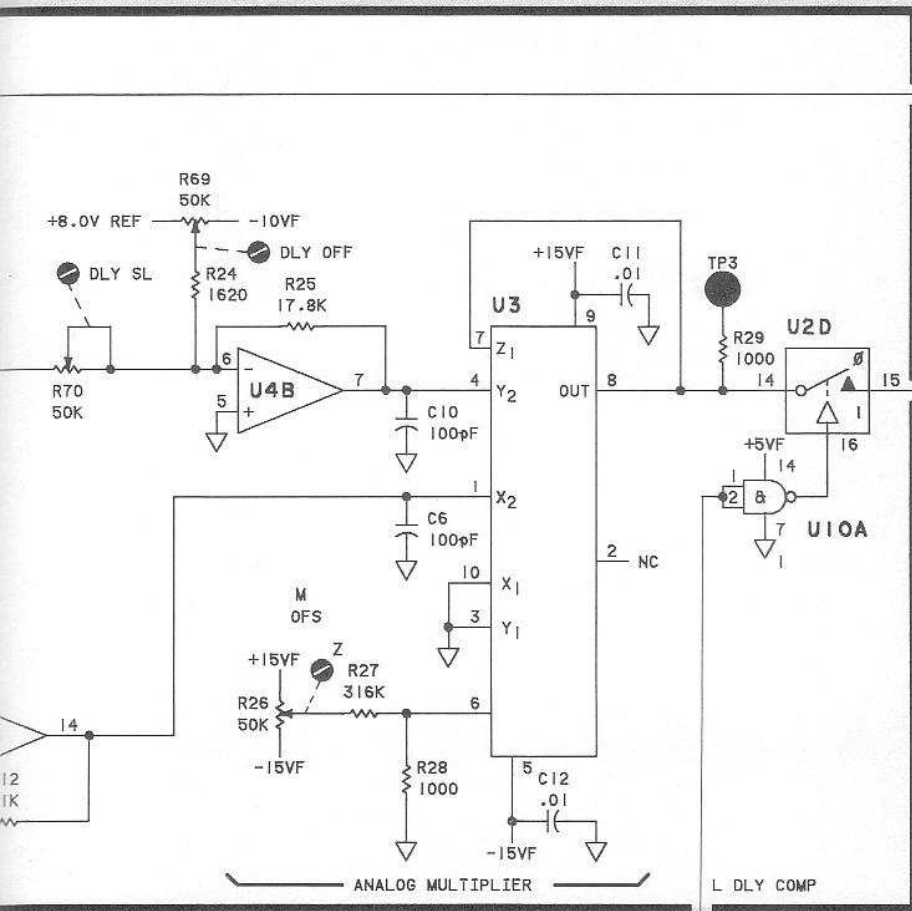 R69
50K
+8.0V REF
-10VF
DLY OFF
DLY SL
R24
1620
R25
17.8K
R70
50K
6
-
5
+
U4B
7
C10
100pF
C6
100pF
U3
7
Z1
4
Y2
1
X2
10
X1
3
Y1
6
+15VF
C11
.01
9
OUT
8
2
NC
5
C12
.01
-15VF
TP3
R29
1000
U2D
14
0
15
1
16
+5VF
14
1
2
&
7
1
U10A
M
OFS
Z
+15VF
R26
50K
-15VF
R27
316K
R28
1000
14
12
1K
ANALOG MULTIPLIER
L DLY COMP